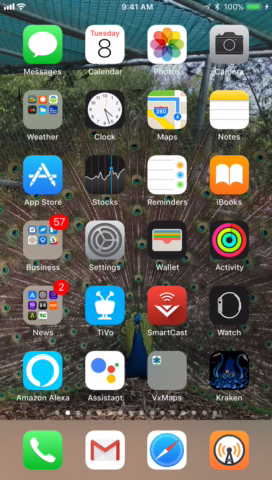 9:41 AM 100%
Tuesday
8
280
Messages Calendar Photos Camera
Weather Clock Maps Notes
App Store Stocks Reminders iBooks
57
Business Settings Wallet Activity
2
News TiVo SmartCast Watch
Amazon Alexa Assistant VxMaps Kraken